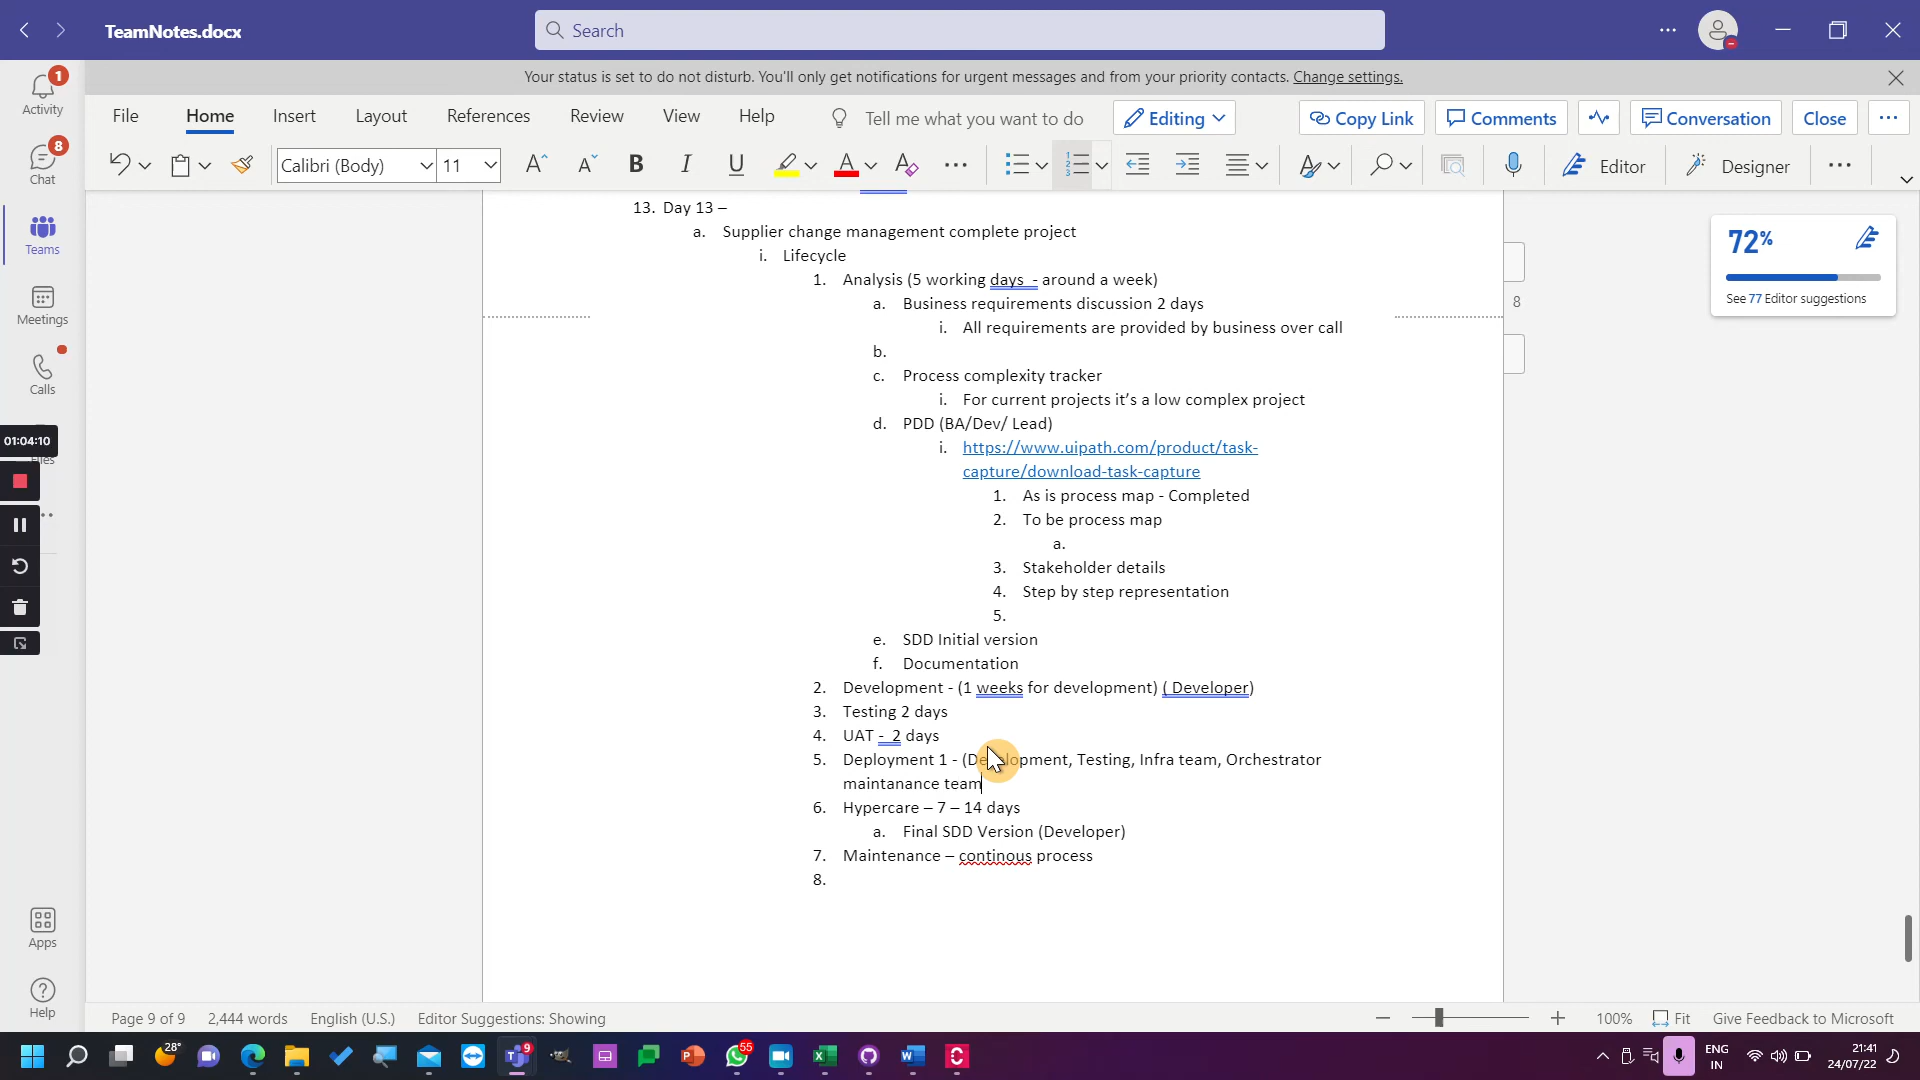 TeamNotes.docx
Search
Your status is set to do not disturb. You'll only get notifications for urgent messages and from your priority contacts. Change settings.
1
Activity
8
Chat
Teams
Meetings
Calls
Files
Apps
Help
01:04:10
File
Home
Insert
Layout
References
Review
View
Help
Tell me what you want to do
Editing
Copy Link
Comments
Conversation
Close
Calibri (Body)
11
Editor
Designer
72%
See 77 Editor suggestions
8
13. Day 13 –
a. Supplier change management complete project
i. Lifecycle
1. Analysis (5 working days  - around a week)
a. Business requirements discussion 2 days
i. All requirements are provided by business over call
b.
c. Process complexity tracker
i. For current projects it's a low complex project
d. PDD (BA/Dev/ Lead)
i. https://www.uipath.com/product/task-
capture/download-task-capture
1. As is process map - Completed
2. To be process map
a.
3. Stakeholder details
4. Step by step representation
5.
e. SDD Initial version
f. Documentation
2. Development - (1 weeks for development) ( Developer)
3. Testing 2 days
4. UAT -  2 days
5. Deployment 1 - (Development, Testing, Infra team, Orchestrator
maintanance team
6. Hypercare – 7 – 14 days
a. Final SDD Version (Developer)
7. Maintenance – continous process
8.
Page 9 of 9
2,444 words
English (U.S.)
Editor Suggestions: Showing
100%
Fit
Give Feedback to Microsoft
28°
9
55
ENG
IN
21:41
24/07/22